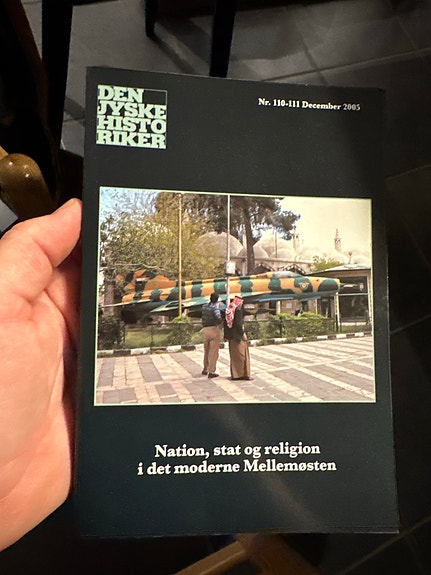 DEN
JYSKE
HISTO
RIKER
Nr. 110-111 December 2005
Nation, stat og religion
i det moderne Mellemøsten